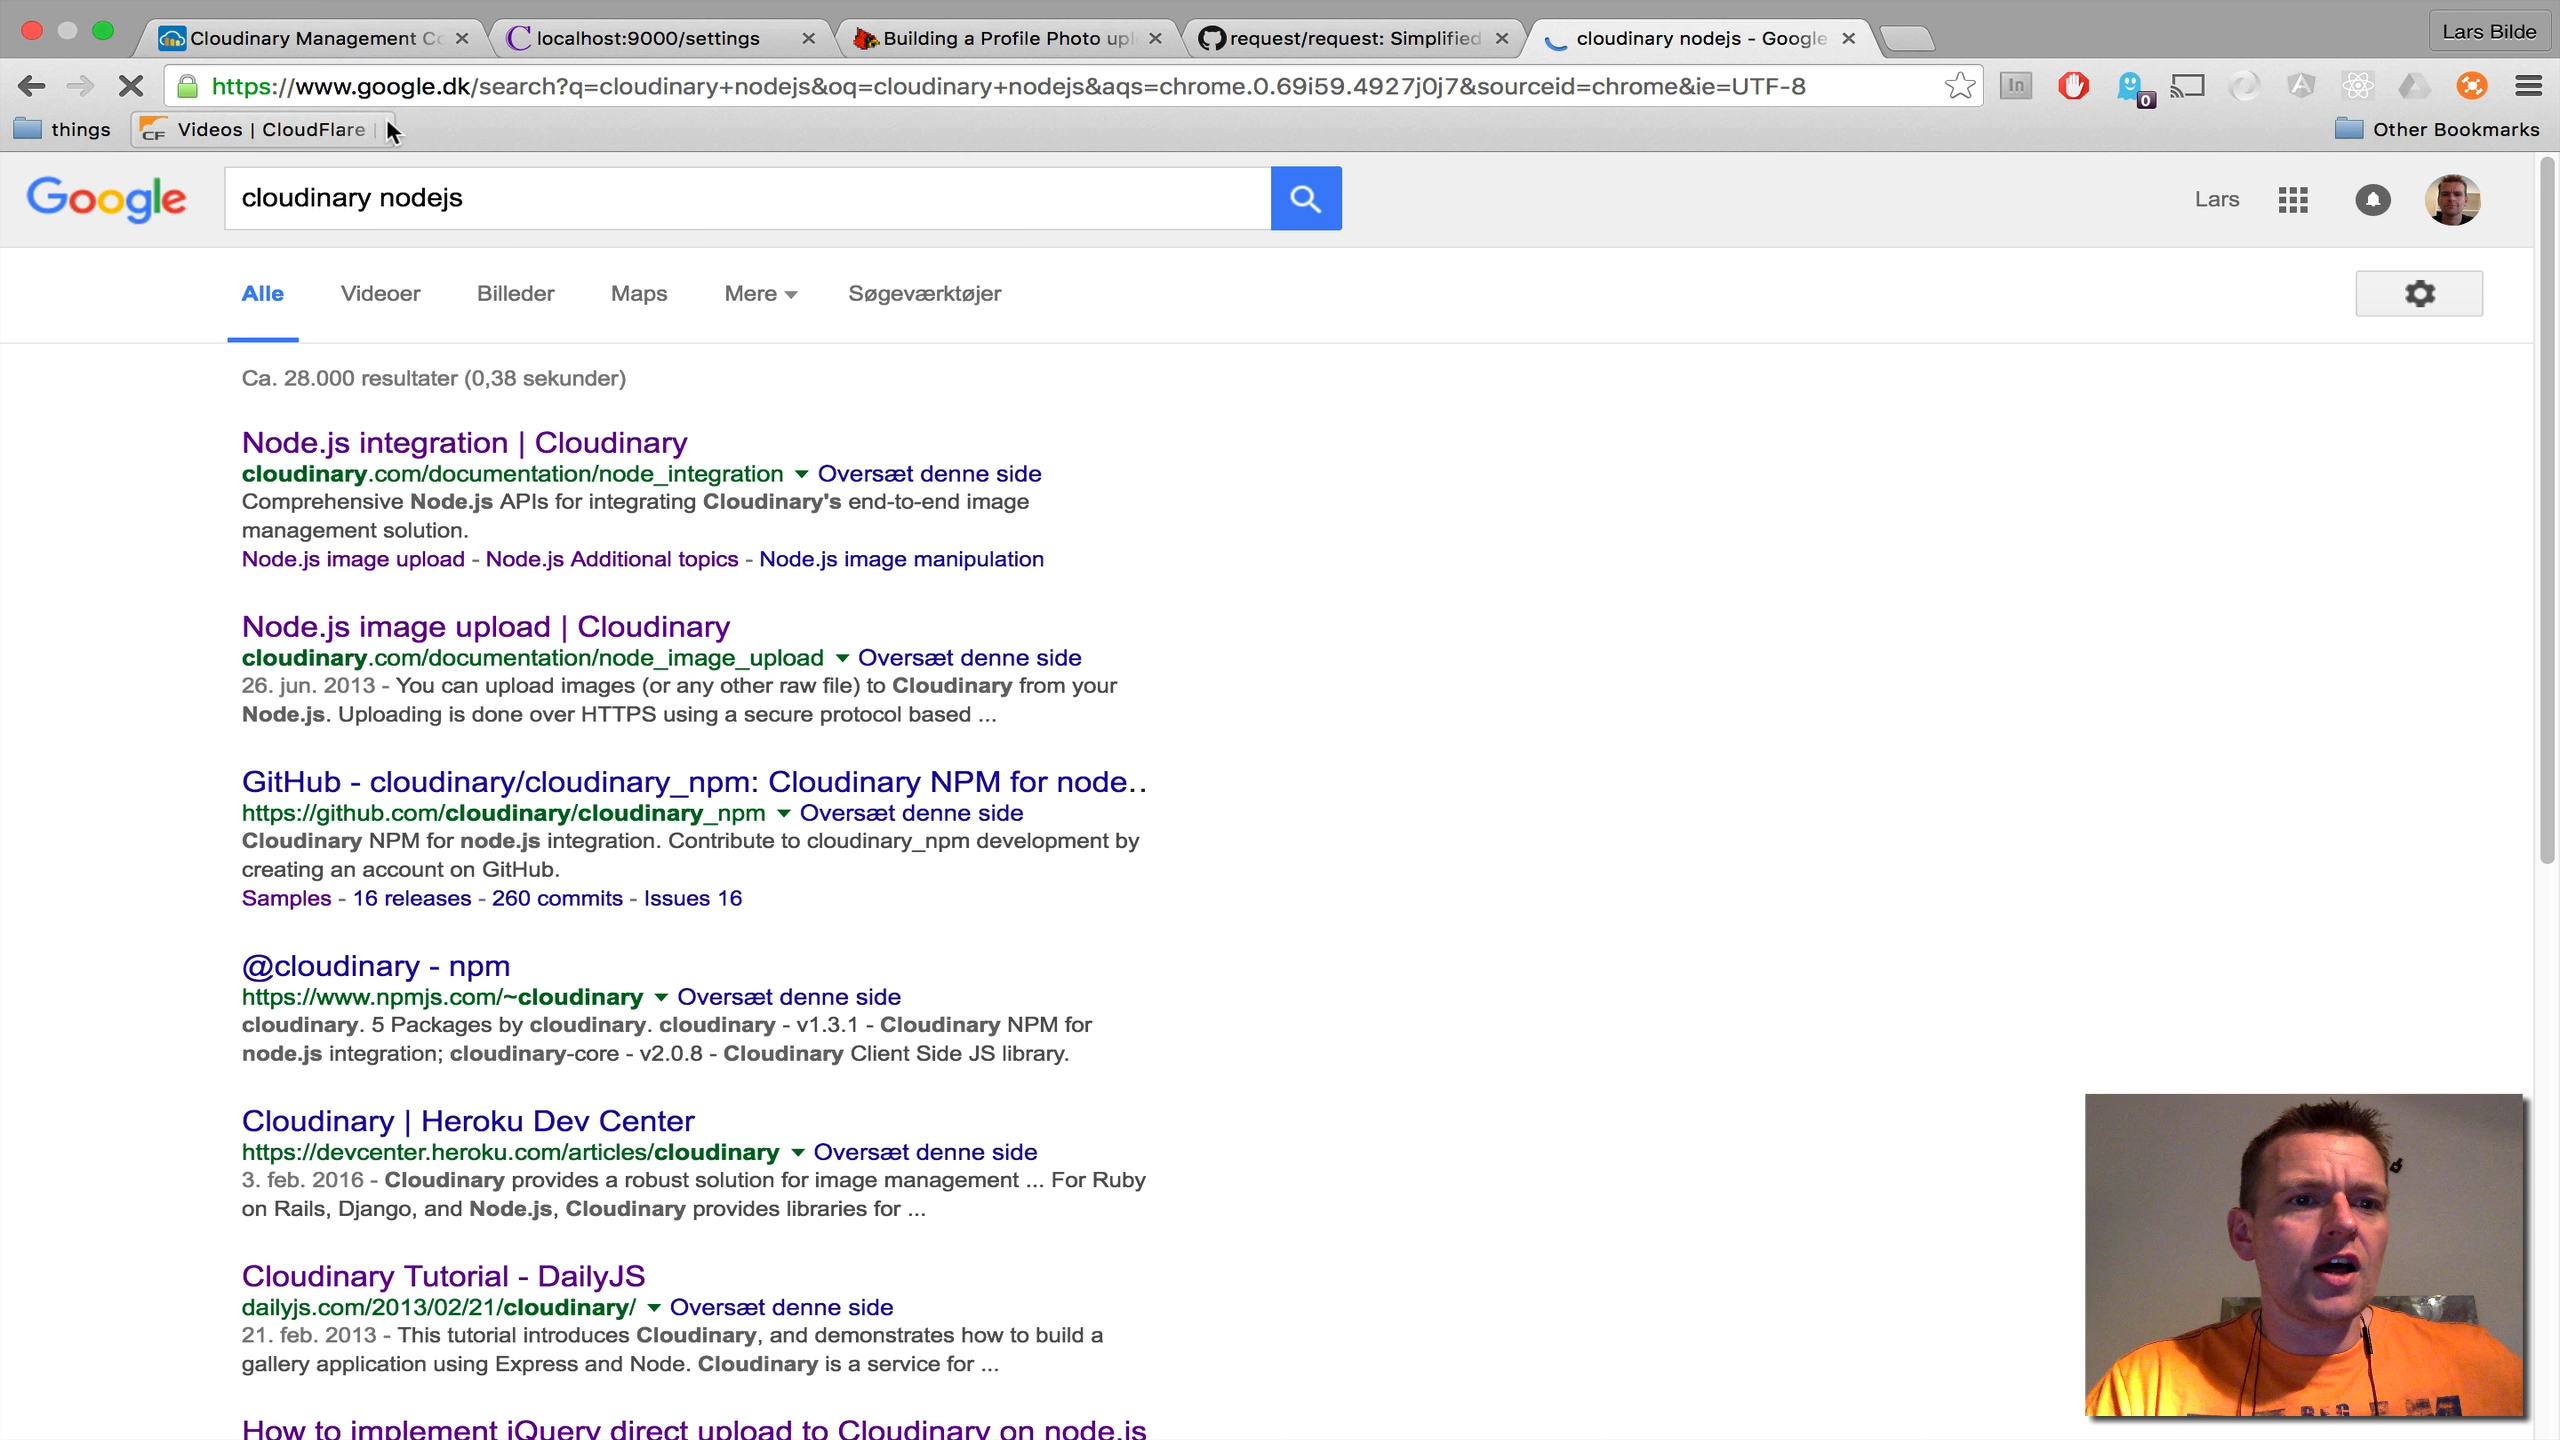 Cloudinary Management Co
localhost:9000/settings
Building a Profile Photo upl
request/request: Simplified
cloudinary nodejs - Google
Lars Bilde
https://www.google.dk/search?q=cloudinary+nodejs&oq=cloudinary+nodejs&aqs=chrome.0.69i59.4927j0j7&sourceid=chrome&ie=UTF-8
In
0
things
CF
Videos | CloudFlare |
Other Bookmarks
Google
cloudinary nodejs
Lars
Alle
Videoer
Billeder
Maps
Mere
Søgeværktøjer
Ca. 28.000 resultater (0,38 sekunder)
Node.js integration | Cloudinary
cloudinary.com/documentation/node_integration Oversæt denne side
Comprehensive Node.js APIs for integrating Cloudinary's end-to-end image
management solution.
Node.js image upload - Node.js Additional topics - Node.js image manipulation
Node.js image upload | Cloudinary
cloudinary.com/documentation/node_image_upload Oversæt denne side
26. jun. 2013 - You can upload images (or any other raw file) to Cloudinary from your
Node.js. Uploading is done over HTTPS using a secure protocol based ...
GitHub - cloudinary/cloudinary_npm: Cloudinary NPM for node..
https://github.com/cloudinary/cloudinary_npm Oversæt denne side
Cloudinary NPM for node.js integration. Contribute to cloudinary_npm development by
creating an account on GitHub.
Samples - 16 releases - 260 commits - Issues 16
@cloudinary - npm
https://www.npmjs.com/~cloudinary Oversæt denne side
cloudinary. 5 Packages by cloudinary. cloudinary - v1.3.1 - Cloudinary NPM for
node.js integration; cloudinary-core - v2.0.8 - Cloudinary Client Side JS library.
Cloudinary | Heroku Dev Center
https://devcenter.heroku.com/articles/cloudinary Oversæt denne side
3. feb. 2016 - Cloudinary provides a robust solution for image management ... For Ruby
on Rails, Django, and Node.js, Cloudinary provides libraries for ...
Cloudinary Tutorial - DailyJS
dailyjs.com/2013/02/21/cloudinary/ Oversæt denne side
21. feb. 2013 - This tutorial introduces Cloudinary, and demonstrates how to build a
gallery application using Express and Node. Cloudinary is a service for ...
How to implement jQuery direct upload to Cloudinary on node.js